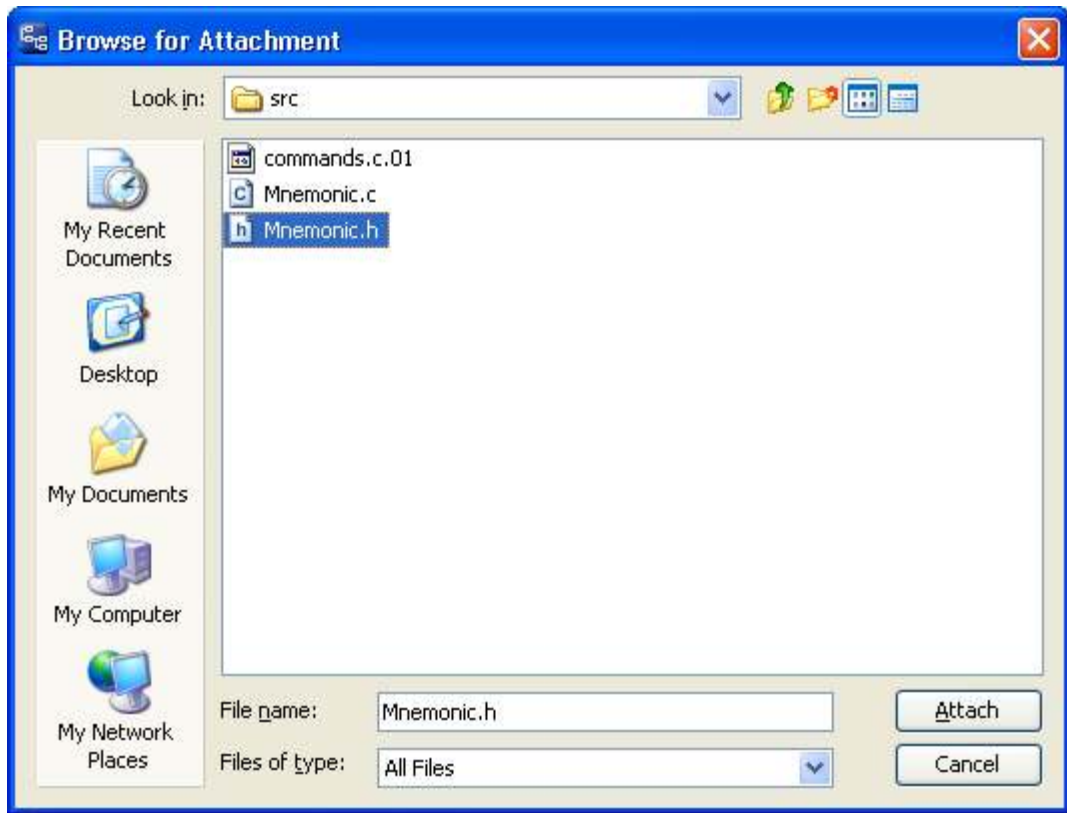 Browse for Attachment
Look in:
src
commands.c.01
Mnemonic.c
Mnemonic.h
My Recent
Documents
Desktop
My Documents
My Computer
My Network
Places
File name:
Mnemonic.h
Attach
Files of type:
All Files
Cancel